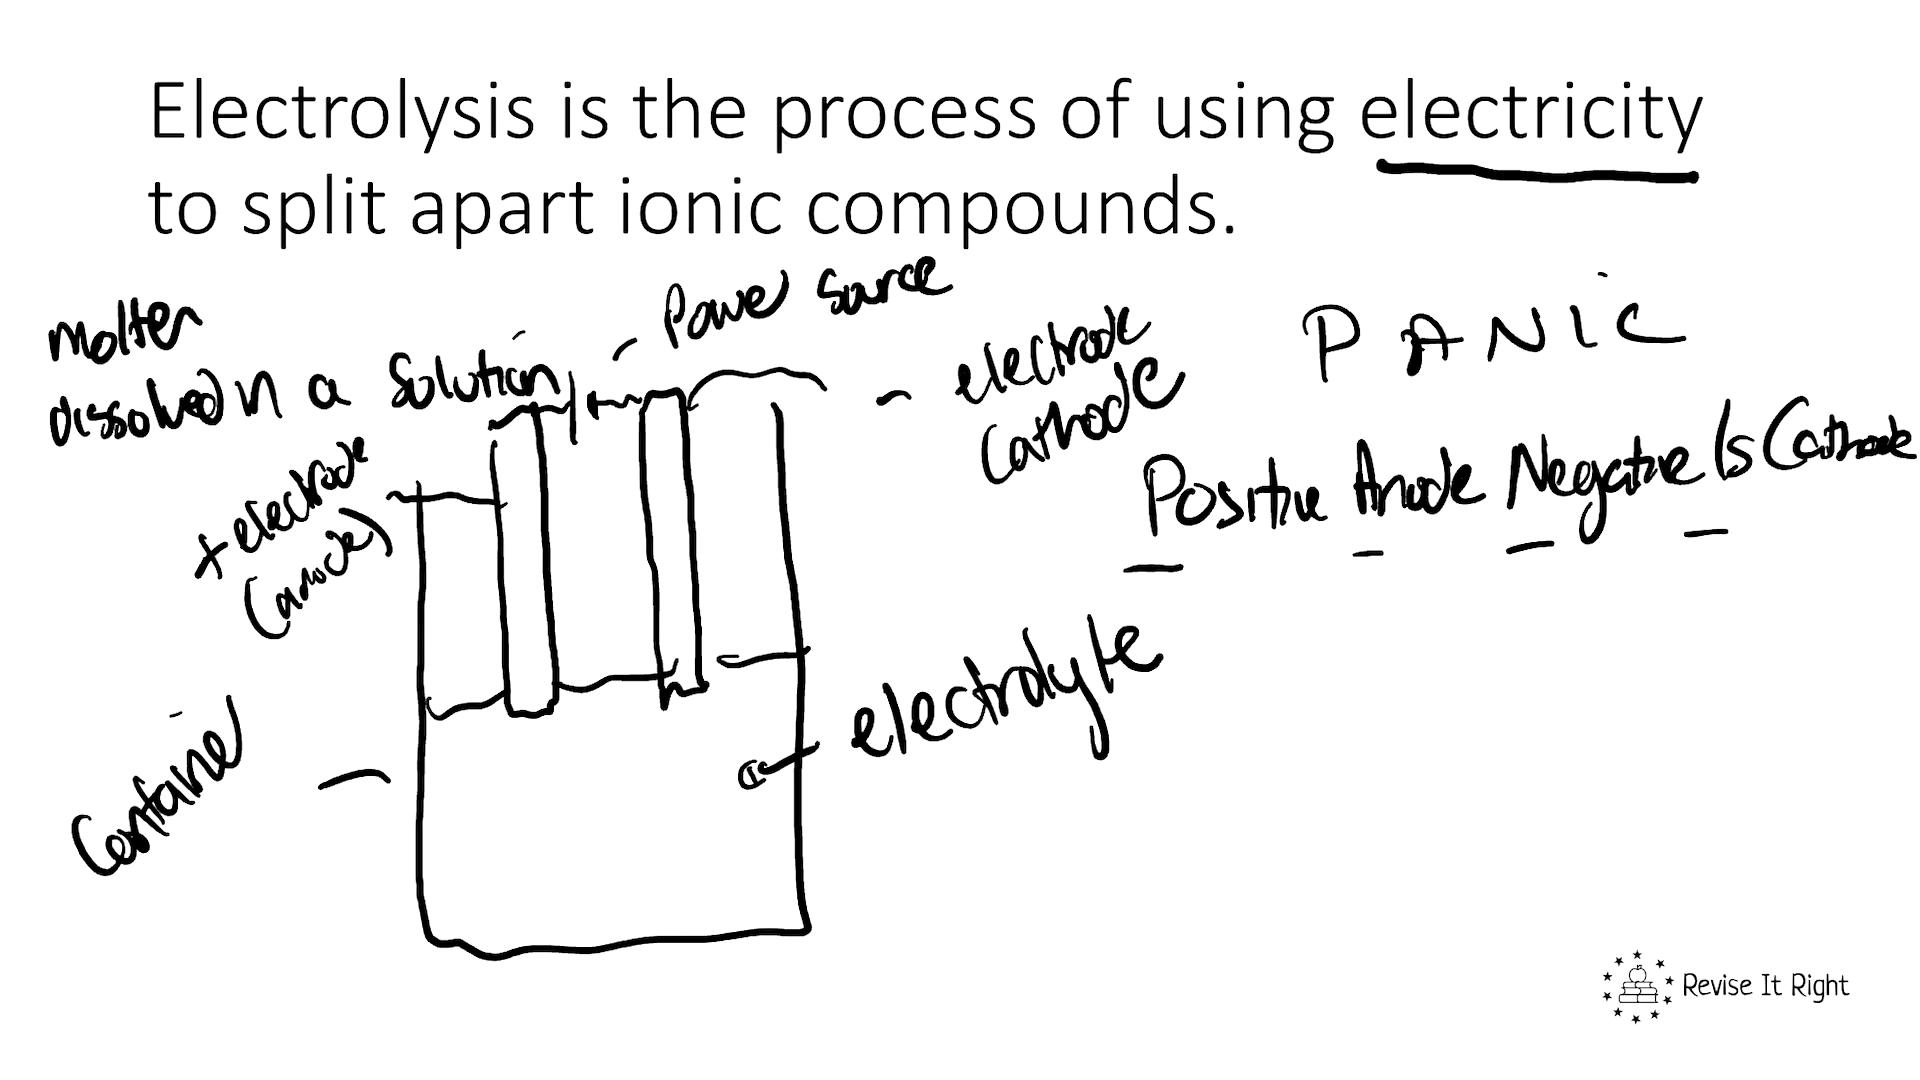 Electrolysis is the process of using electricity
to split apart ionic compounds.
Molten
dissolved in a Solution
- Power Source
- electrode
Cathode
PANIC
Positive Anode Negative Is Cathode
+ electrode
(anode)
Container
electrolyte
Revise It Right